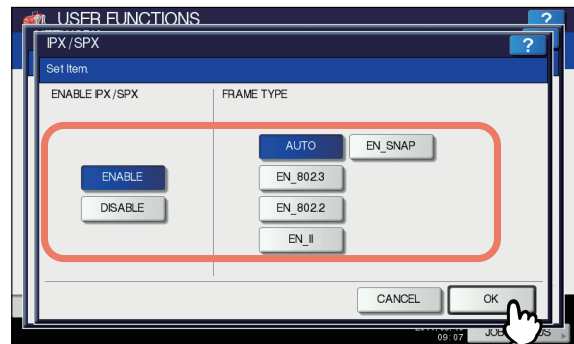 USER FUNCTIONS
?
IPX / SPX
?
Set Item.
ENABLE IPX / SPX
FRAME TYPE
AUTO
EN_SNAP
ENABLE
EN_802.3
DISABLE
EN_802.2
EN_II
CANCEL
OK
09:07